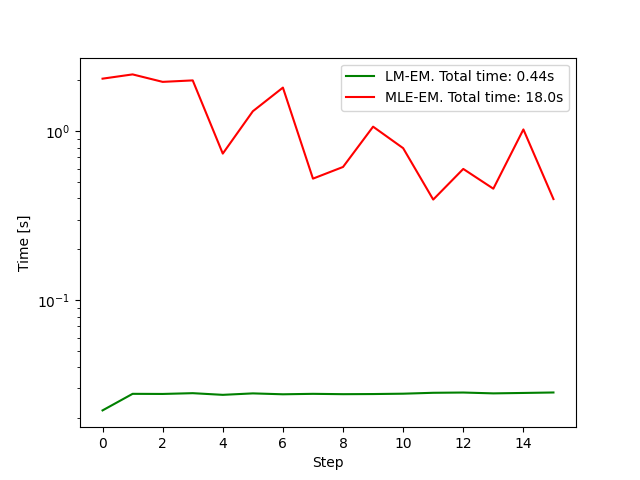 LM-EM. Total time: 0.44s
MLE-EM. Total time: 18.0s
10⁰
10⁻¹
Time [s]
0 2 4 6 8 10 12 14
Step